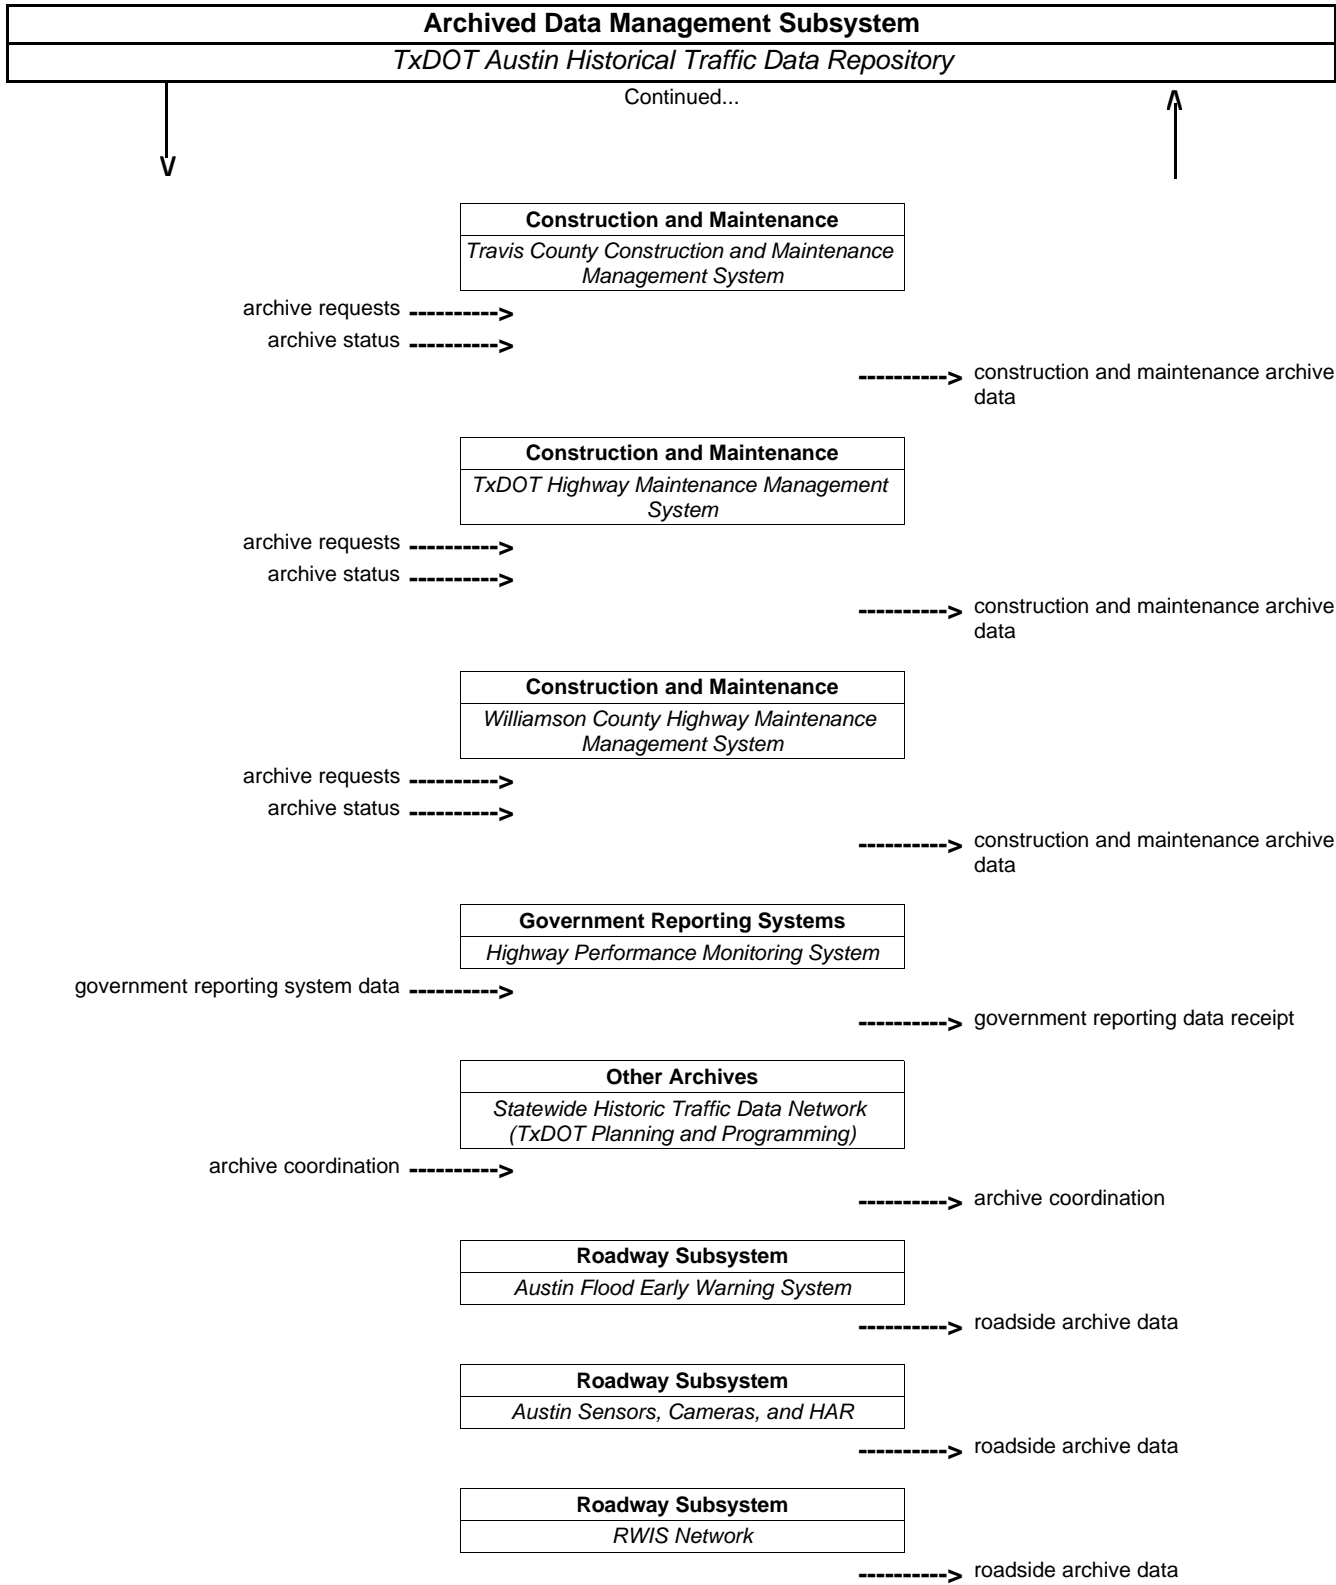 Archived Data Management Subsystem
TxDOT Austin Historical Traffic Data Repository
Continued...
Construction and Maintenance
Travis County Construction and Maintenance
Management System
archive requests
archive status
construction and maintenance archive
data
Construction and Maintenance
TxDOT Highway Maintenance Management
System
archive requests
archive status
construction and maintenance archive
data
Construction and Maintenance
Williamson County Highway Maintenance
Management System
archive requests
archive status
construction and maintenance archive
data
Government Reporting Systems
Highway Performance Monitoring System
government reporting system data
government reporting data receipt
Other Archives
Statewide Historic Traffic Data Network
(TxDOT Planning and Programming)
archive coordination
archive coordination
Roadway Subsystem
Austin Flood Early Warning System
roadside archive data
Roadway Subsystem
Austin Sensors, Cameras, and HAR
roadside archive data
Roadway Subsystem
RWIS Network
roadside archive data